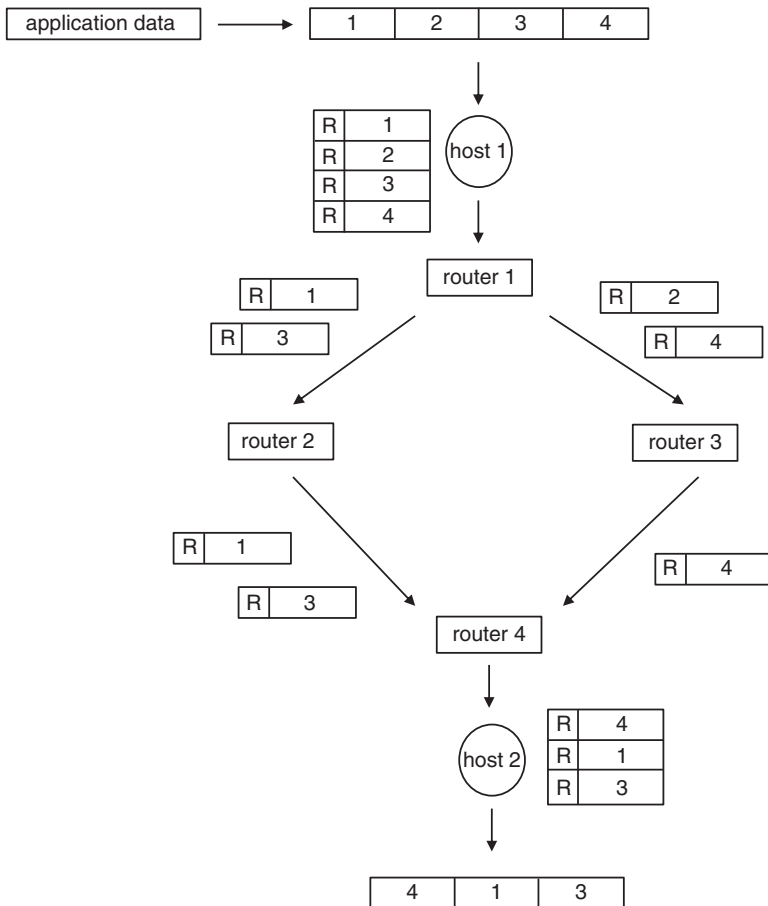 application data
1 2 3 4
R 1
R 2
R 3
R 4
host 1
router 1
R 1
R 3
R 2
R 4
router 2
router 3
R 1
R 3
R 4
router 4
host 2
R 4
R 1
R 3
4 1 3